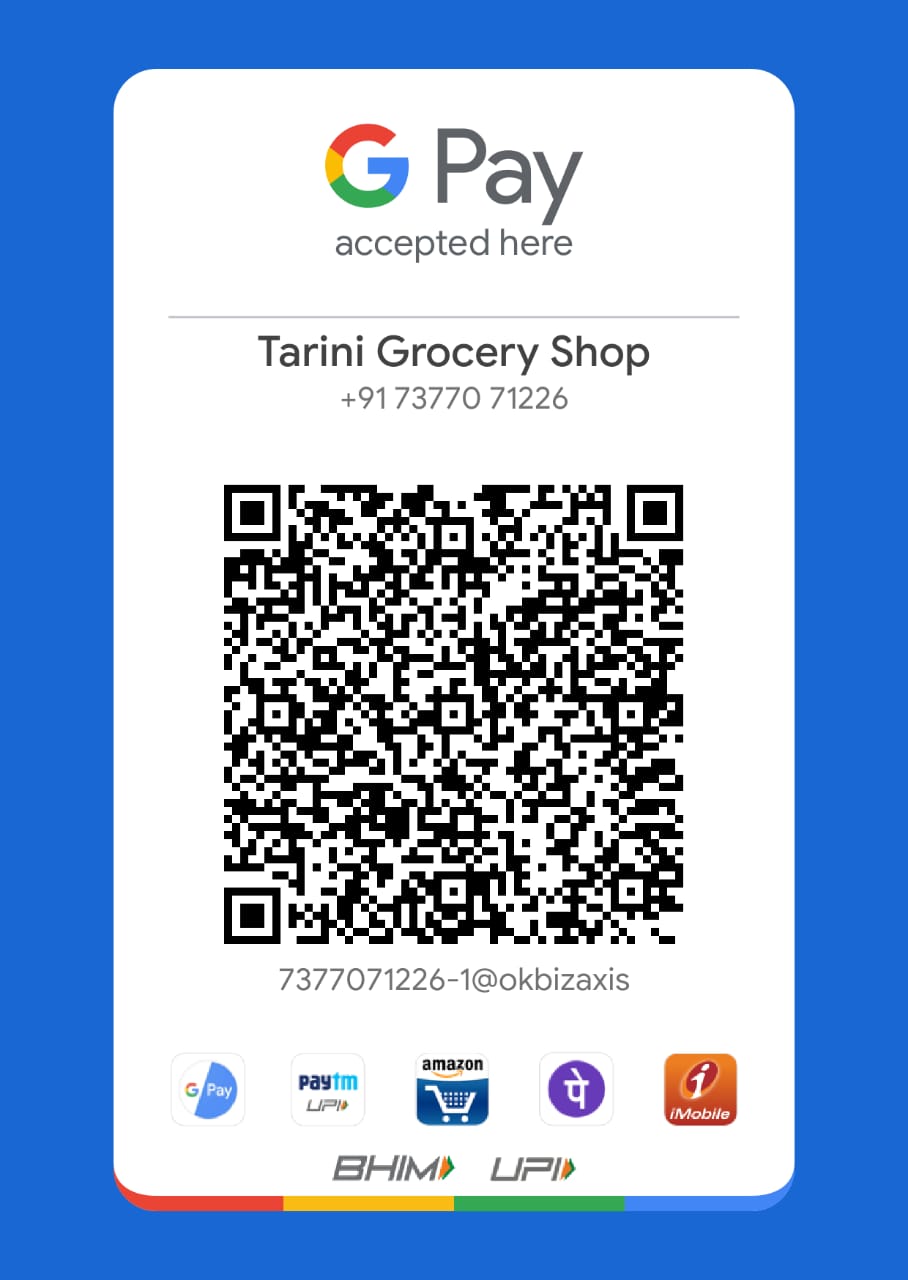 G Pay
accepted here
Tarini Grocery Shop
+91 73770 71226
7377071226-1@okbizaxis
G Pay
paytm
UPI
amazon
पे
i
iMobile
BHIM UPI